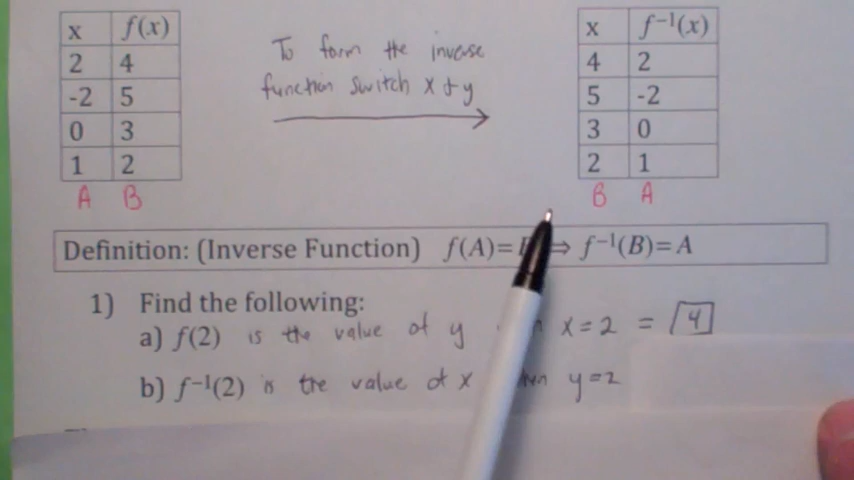 x f(x)
2 4
-2 5
0 3
1 2
A B
To form the inverse
function switch x + y
x f⁻¹(x)
4 2
5 -2
3 0
2 1
B A
Definition: (Inverse Function) f(A)= ⇒ f⁻¹(B)=A
1) Find the following:
a) f(2) is the value of y x=2 = 4
b) f⁻¹(2) is the value of x y=2